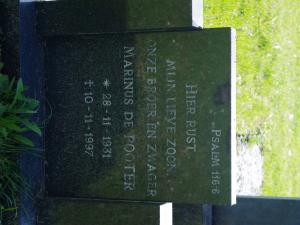 PSALM 116-6
HIER RUST
MIJN LIEVE ZOON,
ONZE BROER EN ZWAGER
MARINUS DE POOTER
* 28-11-1931
† 10-11-1997